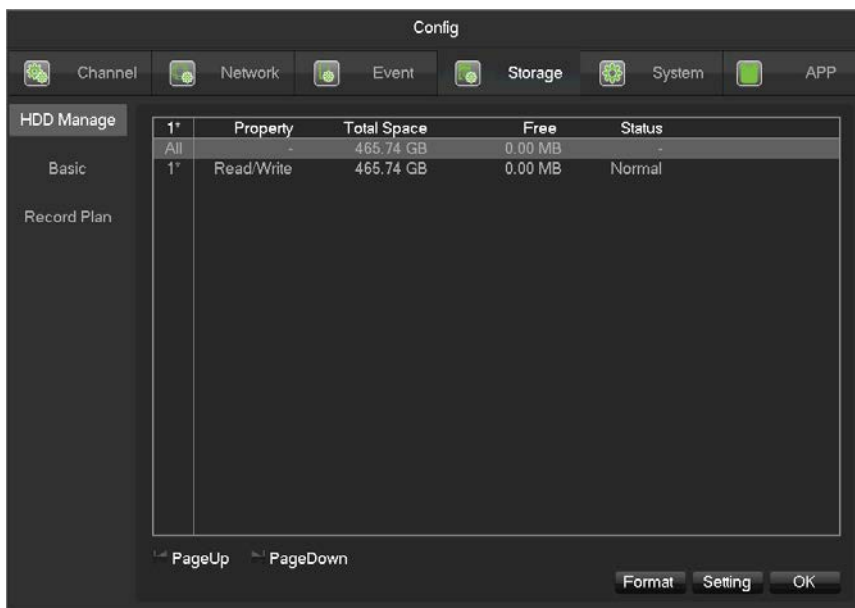 Config
Channel Network Event Storage System APP
HDD Manage
Basic
Record Plan
1* Property Total Space Free Status
All - 465.74 GB 0.00 MB -
1* Read/Write 465.74 GB 0.00 MB Normal
PageUp PageDown
Format Setting OK